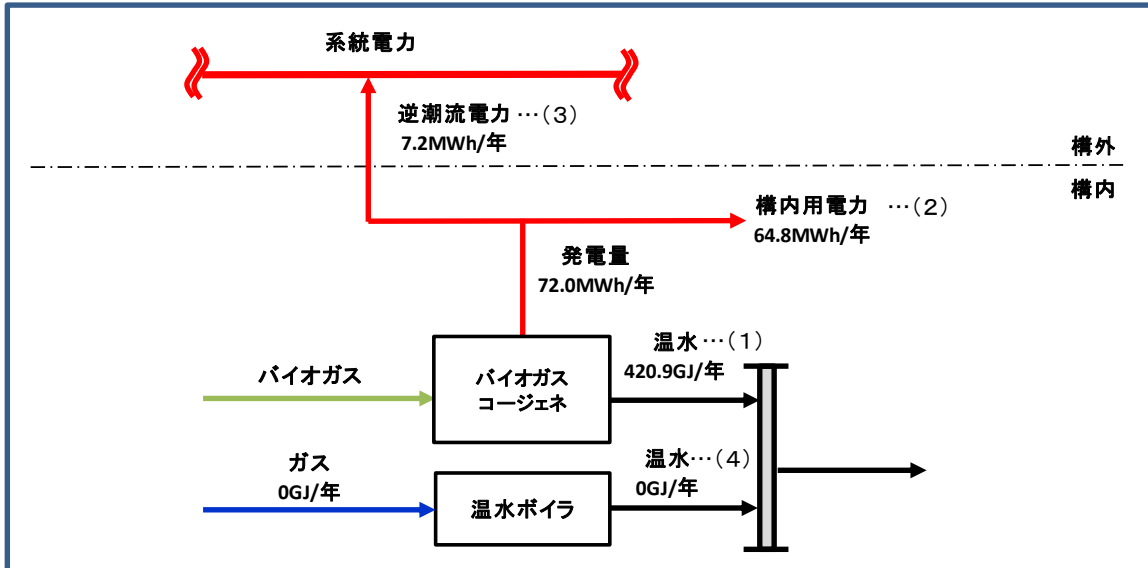 系統電力
逆潮流電力 …(3)
7.2MWh/年
構外
構内
構内用電力 …(2)
64.8MWh/年
発電量
72.0MWh/年
温水…(1)
420.9GJ/年
バイオガス
バイオガス
コージェネ
温水…(4)
0GJ/年
ガス
0GJ/年
温水ボイラ